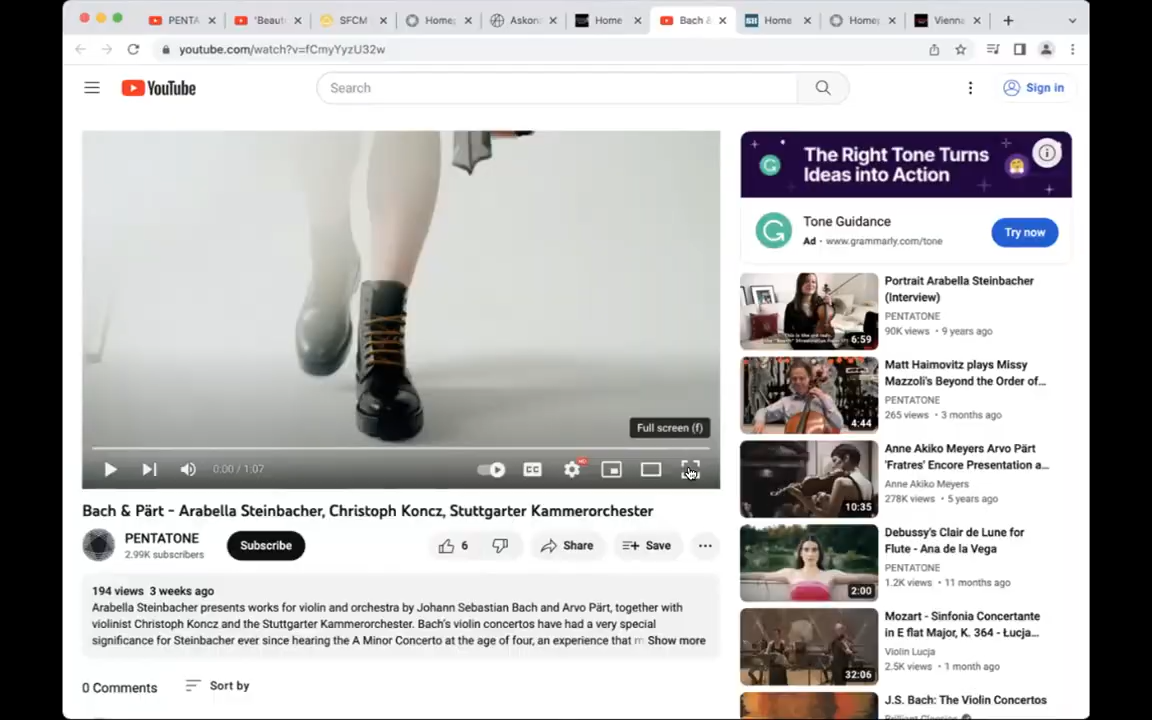 PENTA
'Beaut
SFCM
Home
Askon
Home
Bach &
Home
Home
Vienna
youtube.com/watch?v=fCmyYyzU32w
YouTube
Search
Sign in
The Right Tone Turns
Ideas into Action
Tone Guidance
Ad · www.grammarly.com/tone
Try now
Full screen (f)
0:00 / 1:07
CC
HD
Bach & Pärt - Arabella Steinbacher, Christoph Koncz, Stuttgarter Kammerorchester
PENTATONE
2.99K subscribers
Subscribe
6
Share
Save
194 views 3 weeks ago
Arabella Steinbacher presents works for violin and orchestra by Johann Sebastian Bach and Arvo Pärt, together with
violinist Christoph Koncz and the Stuttgarter Kammerorchester. Bach's violin concertos have had a very special
significance for Steinbacher ever since hearing the A Minor Concerto at the age of four, an experience that m Show more
0 Comments
Sort by
Portrait Arabella Steinbacher
(Interview)
PENTATONE
90K views • 9 years ago
6:59
Matt Haimovitz plays Missy
Mazzoli's Beyond the Order of...
PENTATONE
265 views • 3 months ago
4:44
Anne Akiko Meyers Arvo Pärt
'Fratres' Encore Presentation a...
Anne Akiko Meyers
278K views • 5 years ago
10:35
Debussy's Clair de Lune for
Flute - Ana de la Vega
PENTATONE
1.2K views • 11 months ago
2:00
Mozart - Sinfonia Concertante
in E flat Major, K. 364 - Łucja...
Violin Lucja
2.5K views • 1 month ago
32:06
J.S. Bach: The Violin Concertos